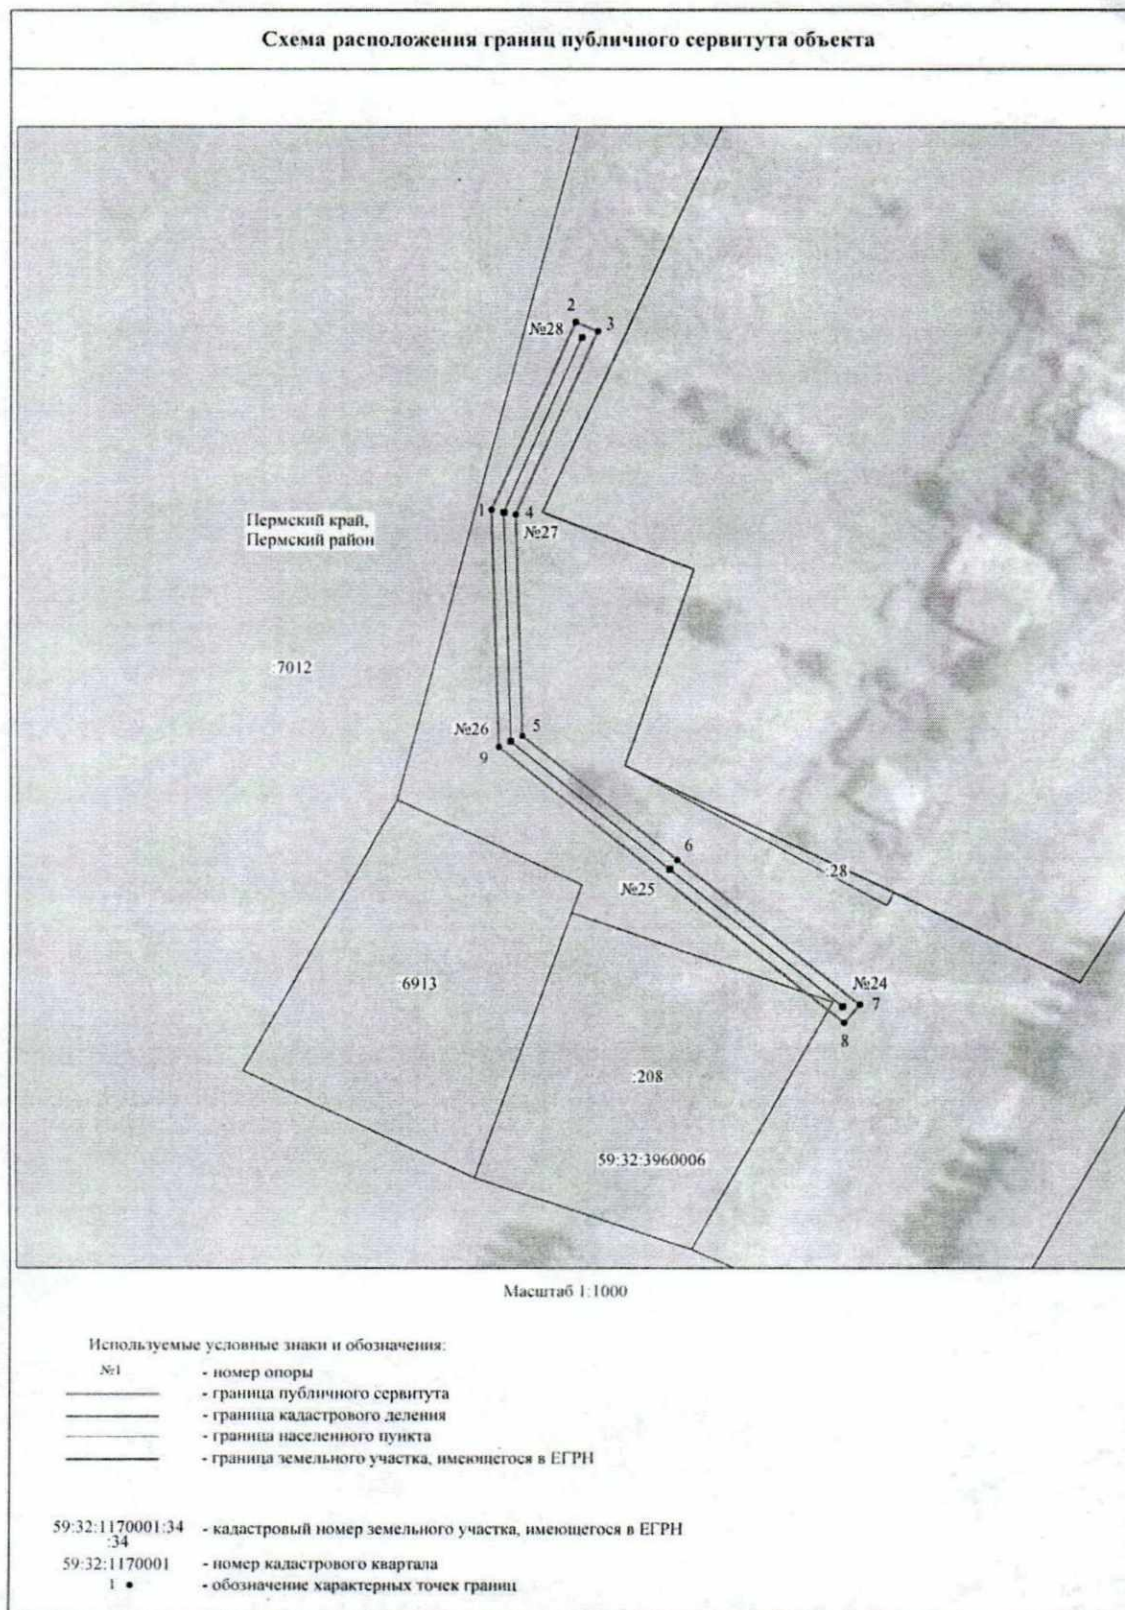 Схема расположения границ публичного сервитута объекта
2
№28
3
1
4
№27
Пермский край,
Пермский район
:7012
№26
5
9
6
№25
:28
:6913
№24
7
8
:208
59:32:3960006
Масштаб 1:1000
Используемые условные знаки и обозначения:
№1 - номер опоры
- граница публичного сервитута
- граница кадастрового деления
- граница населенного пункта
- граница земельного участка, имеющегося в ЕГРН
59:32:1170001:34 - кадастровый номер земельного участка, имеющегося в ЕГРН
:34
59:32:1170001 - номер кадастрового квартала
1 ● - обозначение характерных точек границ